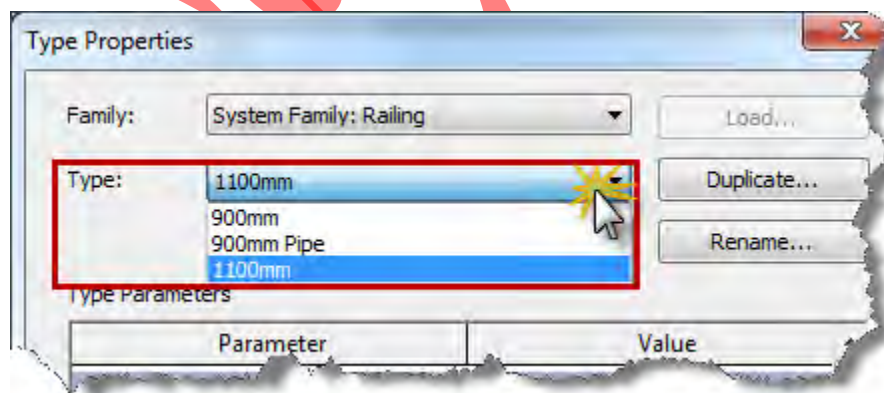 Type Properties
Family: System Family: Railing Load...
Type: 1100mm Duplicate...
900mm
900mm Pipe Rename...
1100mm
Type Parameters
Parameter Value